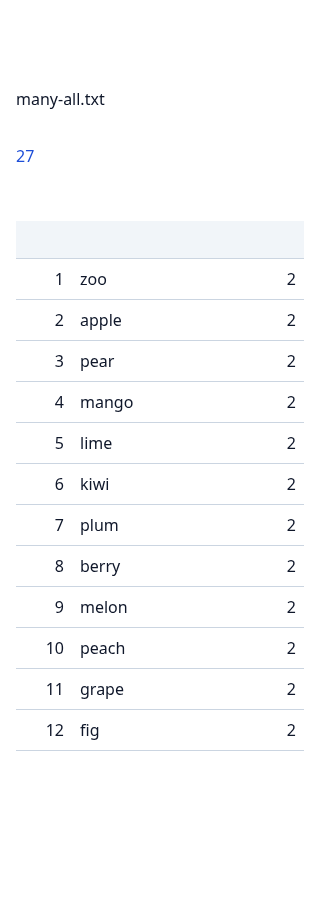 many-all.txt
27
1 zoo 2
2 apple 2
3 pear 2
4 mango 2
5 lime 2
6 kiwi 2
7 plum 2
8 berry 2
9 melon 2
10 peach 2
11 grape 2
12 fig 2